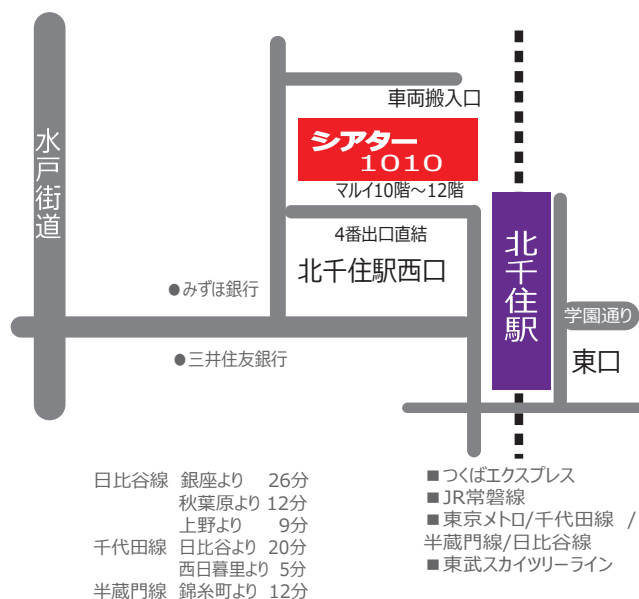 車両搬入口
シアター
1010
マルイ10階〜12階
水戸街道
4番出口直結
北千住駅西口
北千住駅
●みずほ銀行
学園通り
●三井住友銀行
東口
日比谷線 銀座より 26分
秋葉原より 12分
上野より 9分
千代田線 日比谷より 20分
西日暮里より 5分
半蔵門線 錦糸町より 12分
■つくばエクスプレス
■JR常磐線
■東京メトロ/千代田線 /
半蔵門線/日比谷線
■東武スカイツリーライン